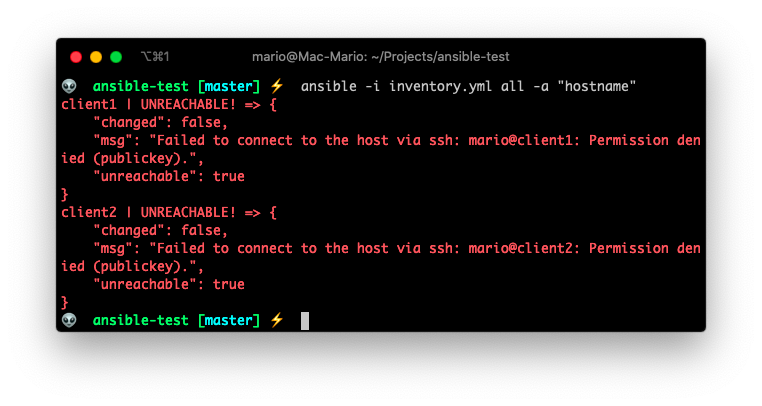 ⌥⌘1 mario@Mac-Mario: ~/Projects/ansible-test
👽 ansible-test [master] ⚡ ansible -i inventory.yml all -a "hostname"
client1 | UNREACHABLE! => {
    "changed": false,
    "msg": "Failed to connect to the host via ssh: mario@client1: Permission den
ied (publickey).",
    "unreachable": true
}
client2 | UNREACHABLE! => {
    "changed": false,
    "msg": "Failed to connect to the host via ssh: mario@client2: Permission den
ied (publickey).",
    "unreachable": true
}
👽 ansible-test [master] ⚡